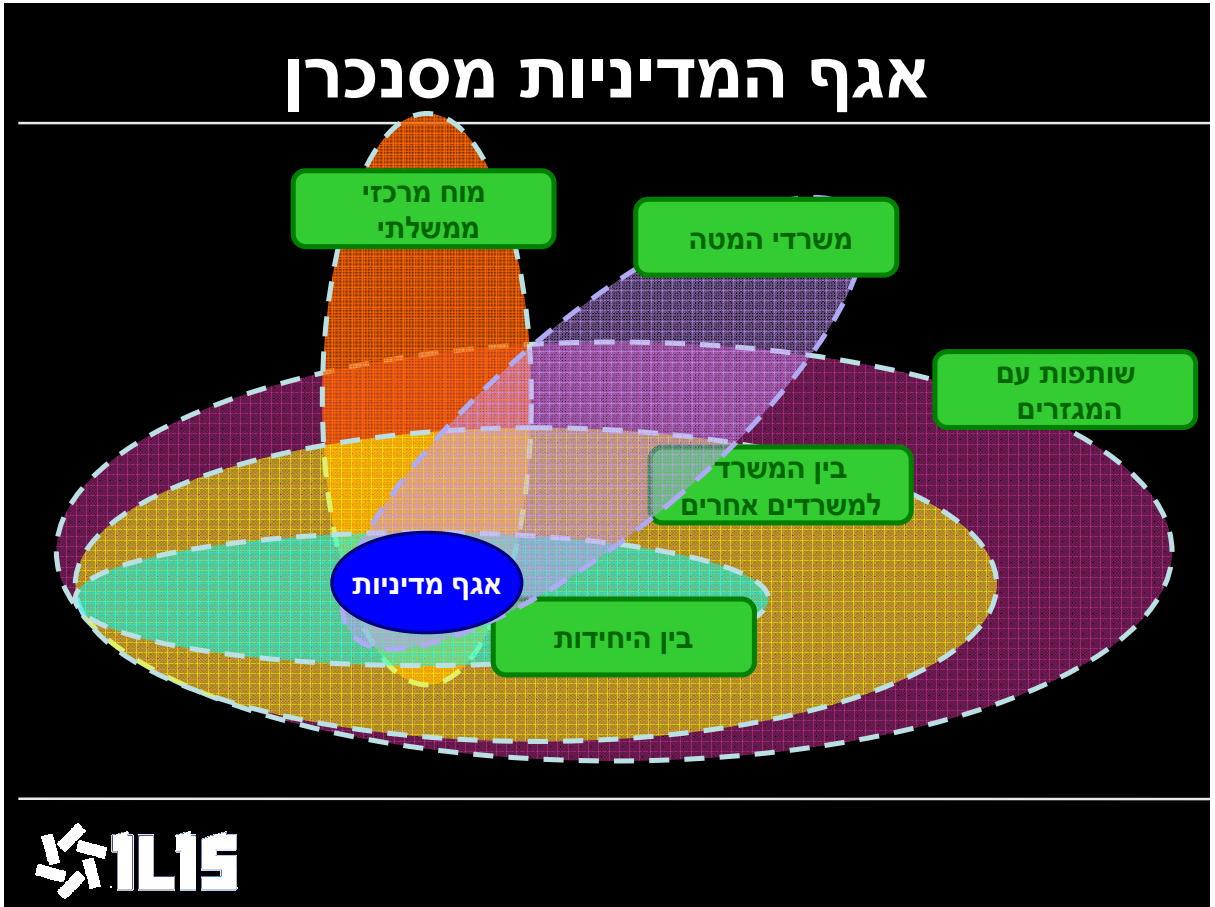 אגף המדיניות מסנכרן
מוח מרכזי
ממשלתי
משרדי המטה
שותפות עם
המגזרים
בין המשרד
למשרדים אחרים
אגף מדיניות
בין היחידות
IL15